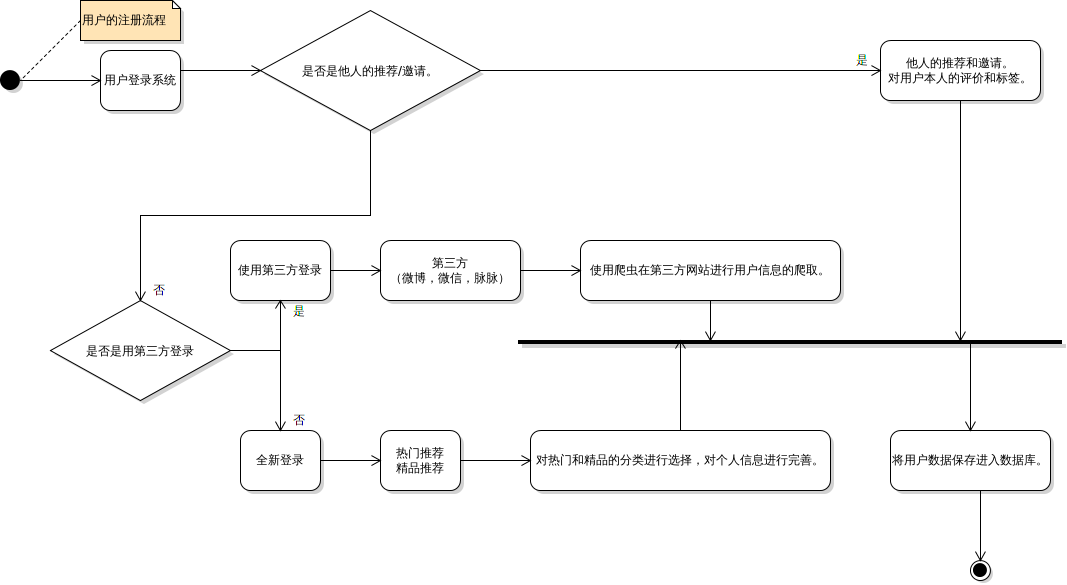 用户的注册流程
用户登录系统
是否是他人的推荐/邀请。
是
他人的推荐和邀请。
对用户本人的评价和标签。
否
使用第三方登录
第三方
（微博，微信，脉脉）
使用爬虫在第三方网站进行用户信息的爬取。
是
是否是用第三方登录
否
全新登录
热门推荐
精品推荐
对热门和精品的分类进行选择，对个人信息进行完善。
将用户数据保存进入数据库。